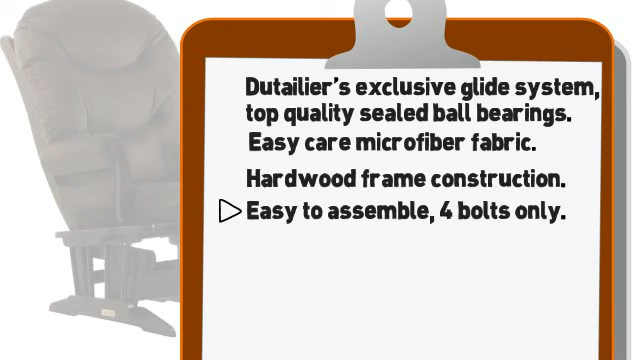 Dutailier's exclusive glide system,
top quality sealed ball bearings.
Easy care microfiber fabric.
Hardwood frame construction.
Easy to assemble, 4 bolts only.